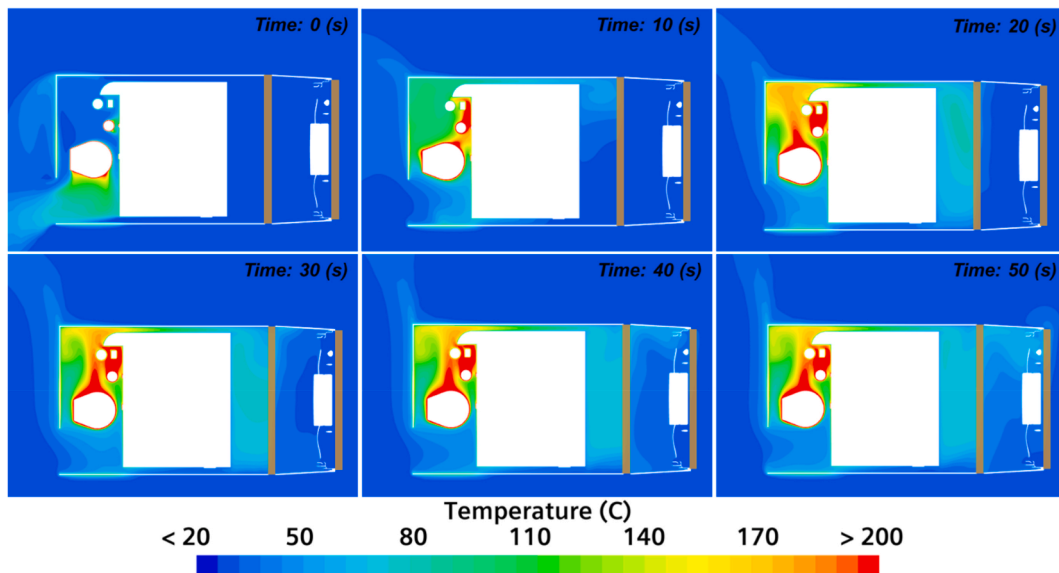 Time: 0 (s)
Time: 10 (s)
Time: 20 (s)
Time: 30 (s)
Time: 40 (s)
Time: 50 (s)
Temperature (C)
< 20 50 80 110 140 170 > 200